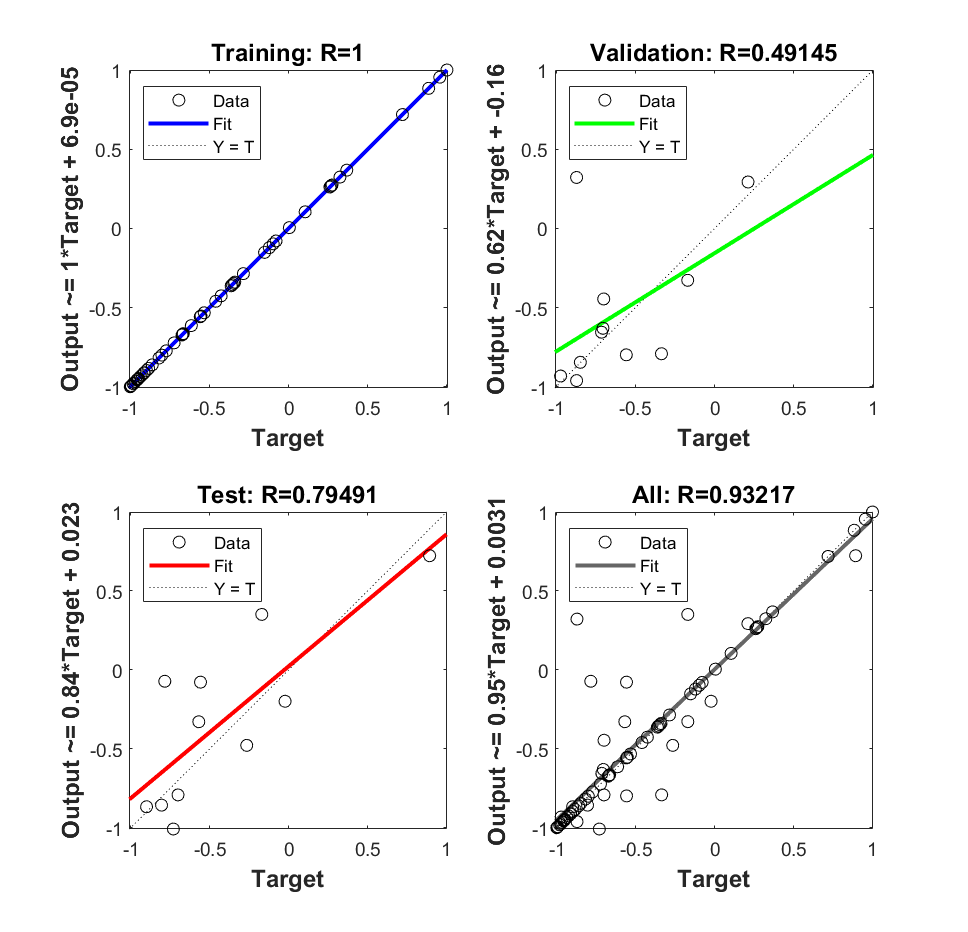 Training: R=1
Output ~= 1*Target + 6.9e-05
1
0.5
0
-0.5
-1
Data
Fit
Y = T
-1 -0.5 0 0.5 1
Target
Validation: R=0.49145
Output ~= 0.62*Target + -0.16
1
0.5
0
-0.5
-1
Data
Fit
Y = T
-1 -0.5 0 0.5 1
Target
Test: R=0.79491
Output ~= 0.84*Target + 0.023
1
0.5
0
-0.5
-1
Data
Fit
Y = T
-1 -0.5 0 0.5 1
Target
All: R=0.93217
Output ~= 0.95*Target + 0.0031
1
0.5
0
-0.5
-1
Data
Fit
Y = T
-1 -0.5 0 0.5 1
Target